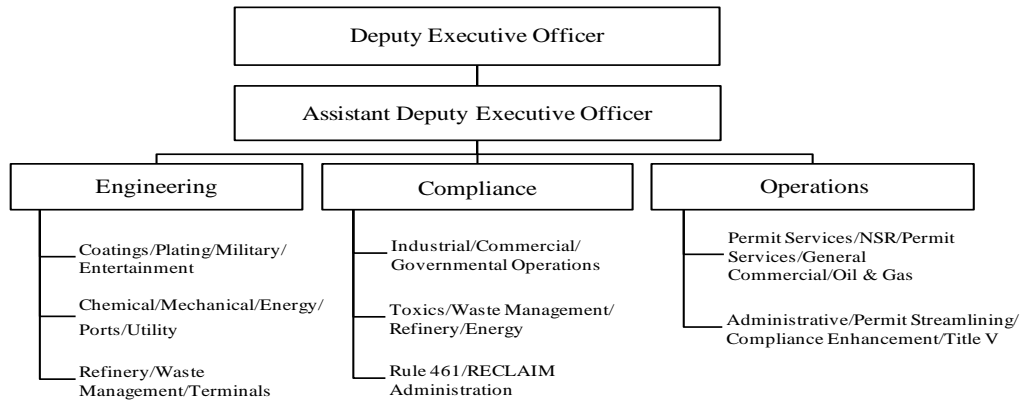 Deputy Executive Officer
Assistant Deputy Executive Officer
Engineering
Coatings/Plating/Military/
Entertainment
Chemical/Mechanical/Energy/
Ports/Utility
Refinery/Waste
Management/Terminals
Compliance
Industrial/Commercial/
Governmental Operations
Toxics/Waste Management/
Refinery/Energy
Rule 461/RECLAIM
Administration
Operations
Permit Services/NSR/Permit
Services/General
Commercial/Oil & Gas
Administrative/Permit Streamlining/
Compliance Enhancement/Title V